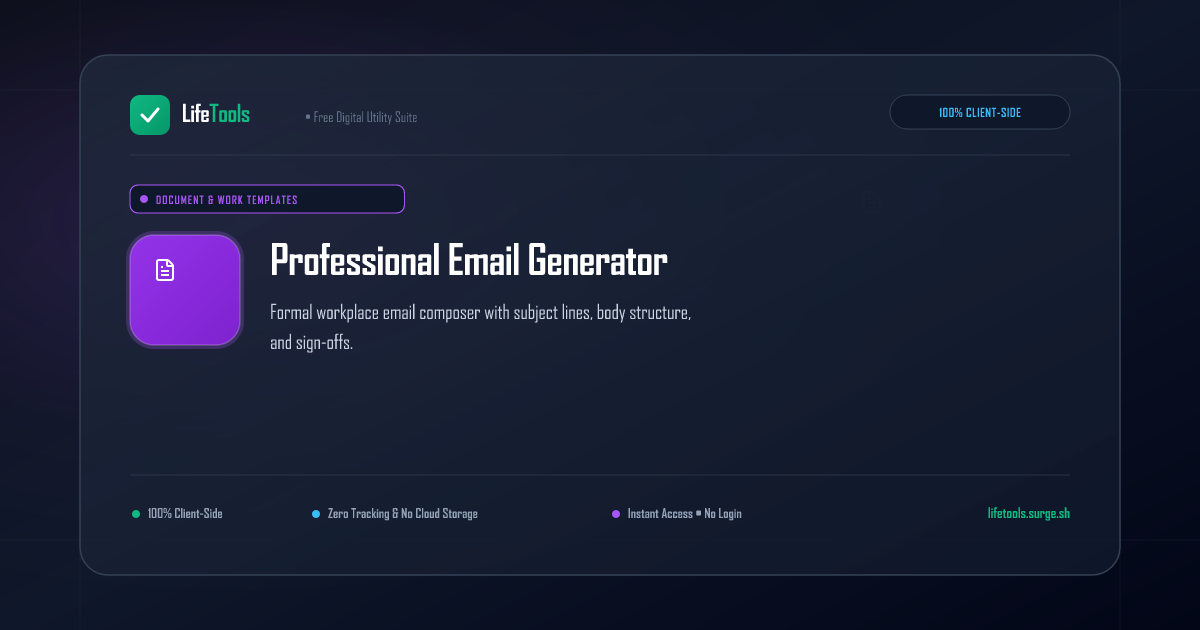 LifeTools
▪ Free Digital Utility Suite
100% CLIENT-SIDE
DOCUMENT & WORK TEMPLATES
Professional Email Generator
Formal workplace email composer with subject lines, body structure,
and sign-offs.
100% Client-Side
Zero Tracking & No Cloud Storage
Instant Access ▪ No Login
lifetools.surge.sh